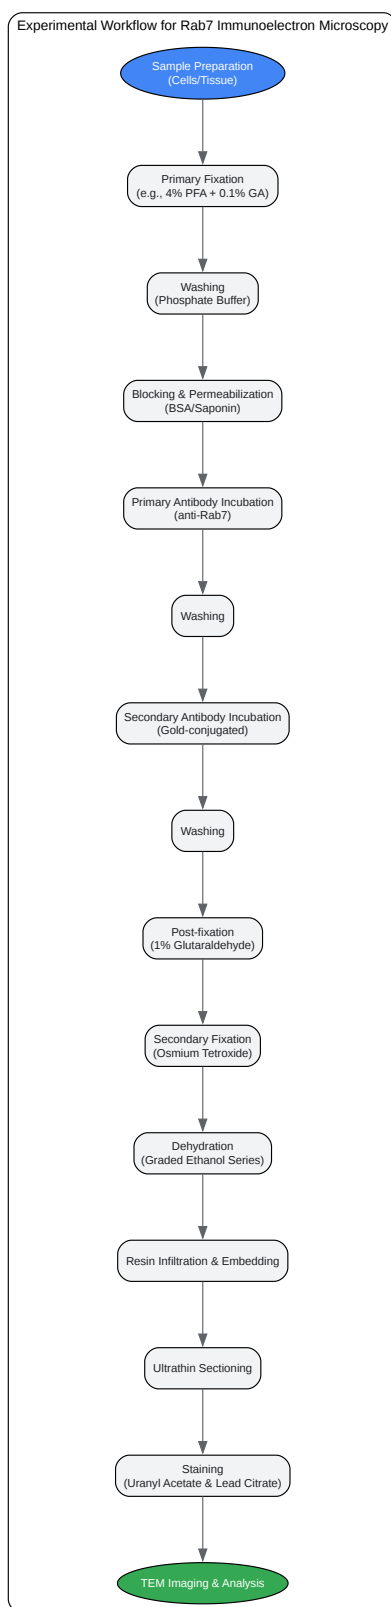 Experimental Workflow for Rab7 Immunoelectron Microscopy
Sample Preparation
(Cells/Tissue)
Primary Fixation
(e.g., 4% PFA + 0.1% GA)
Washing
(Phosphate Buffer)
Blocking & Permeabilization
(BSA/Saponin)
Primary Antibody Incubation
(anti-Rab7)
Washing
Secondary Antibody Incubation
(Gold-conjugated)
Washing
Post-fixation
(1% Glutaraldehyde)
Secondary Fixation
(Osmium Tetroxide)
Dehydration
(Graded Ethanol Series)
Resin Infiltration & Embedding
Ultrathin Sectioning
Staining
(Uranyl Acetate & Lead Citrate)
TEM Imaging & Analysis